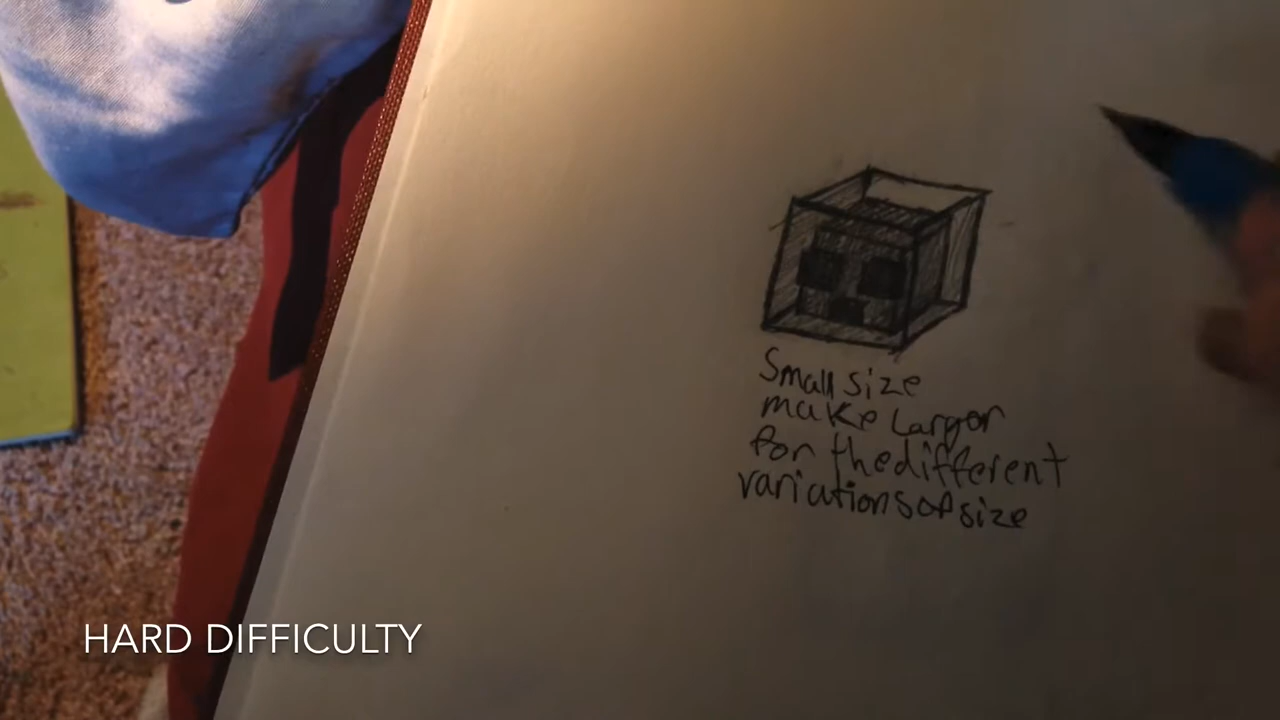 Small size
make Larger
for the different
variations of size
HARD DIFFICULTY